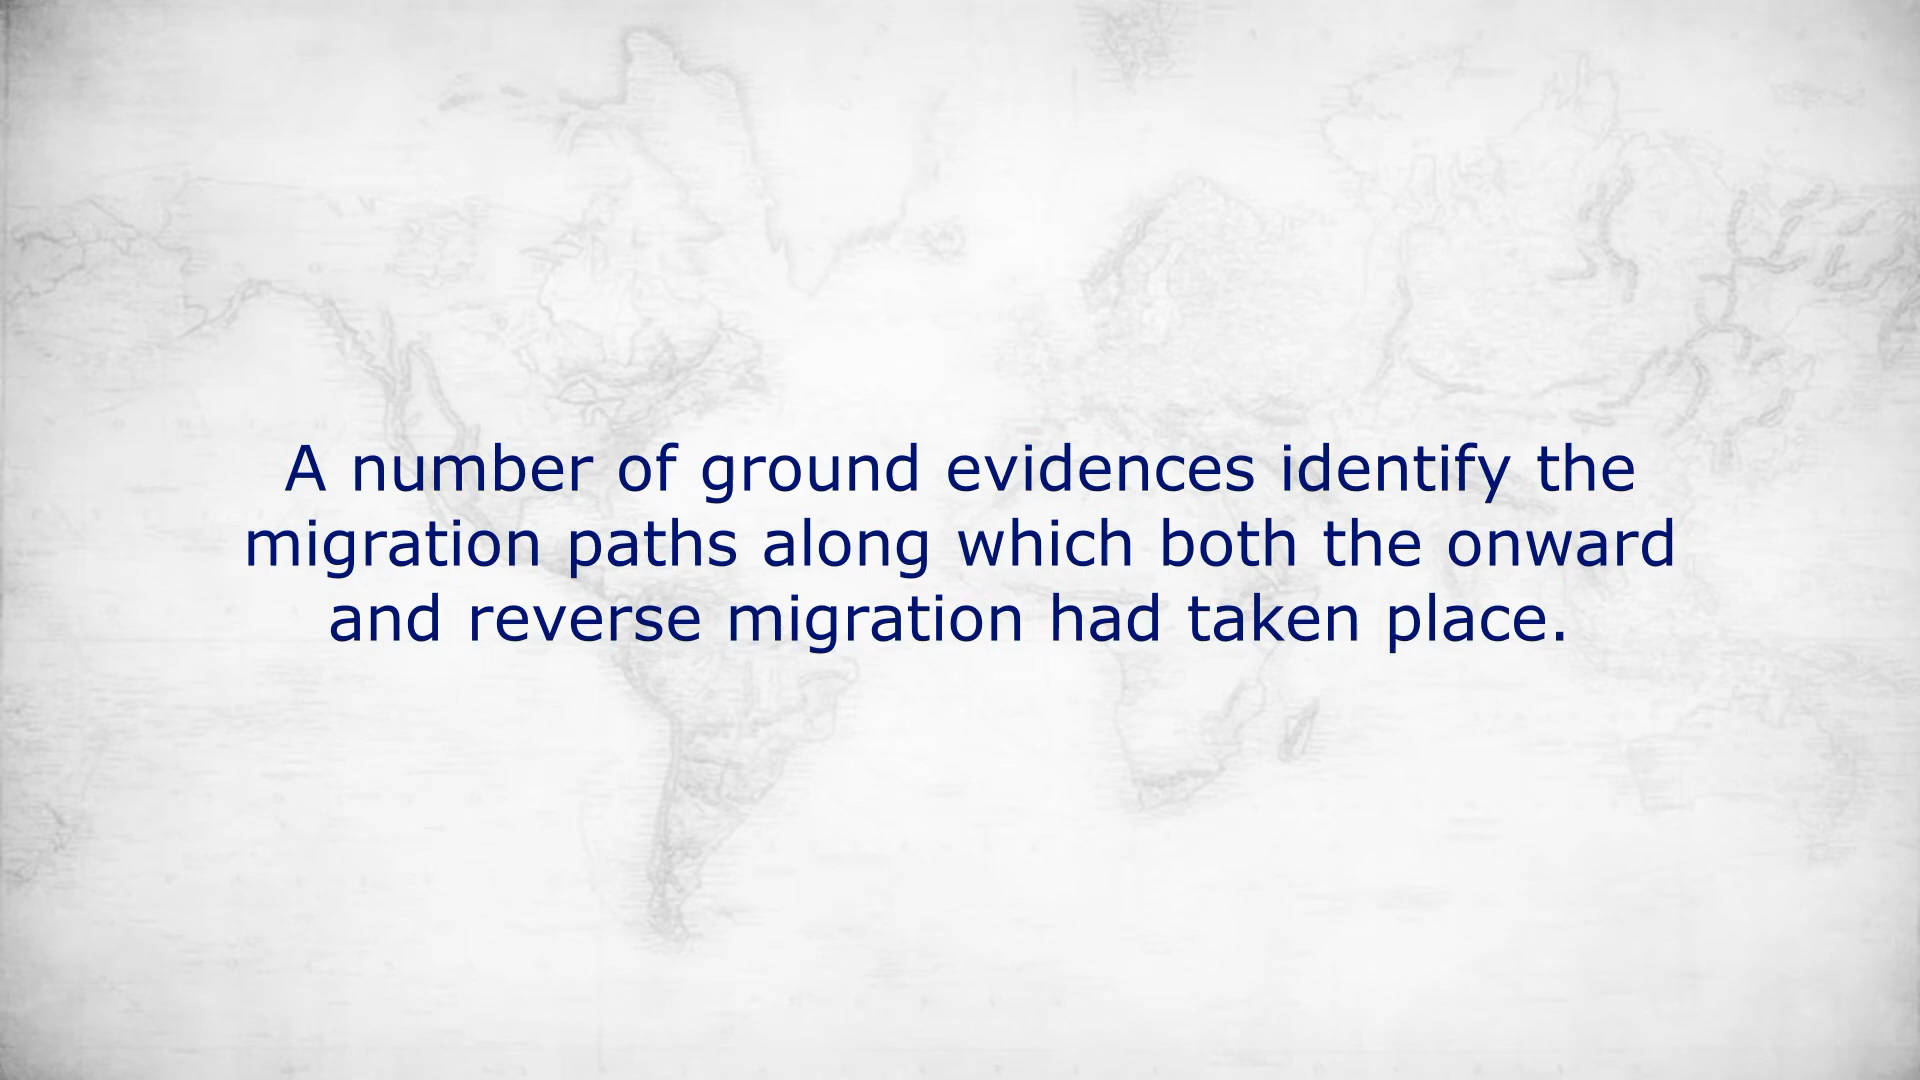 A number of ground evidences identify the
migration paths along which both the onward
and reverse migration had taken place.